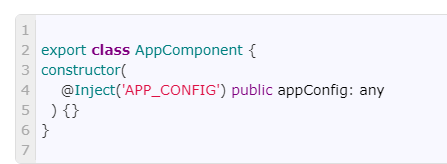 1
2 export class AppComponent {
3 constructor(
4 @Inject('APP_CONFIG') public appConfig: any
5 ) {}
6 }
7